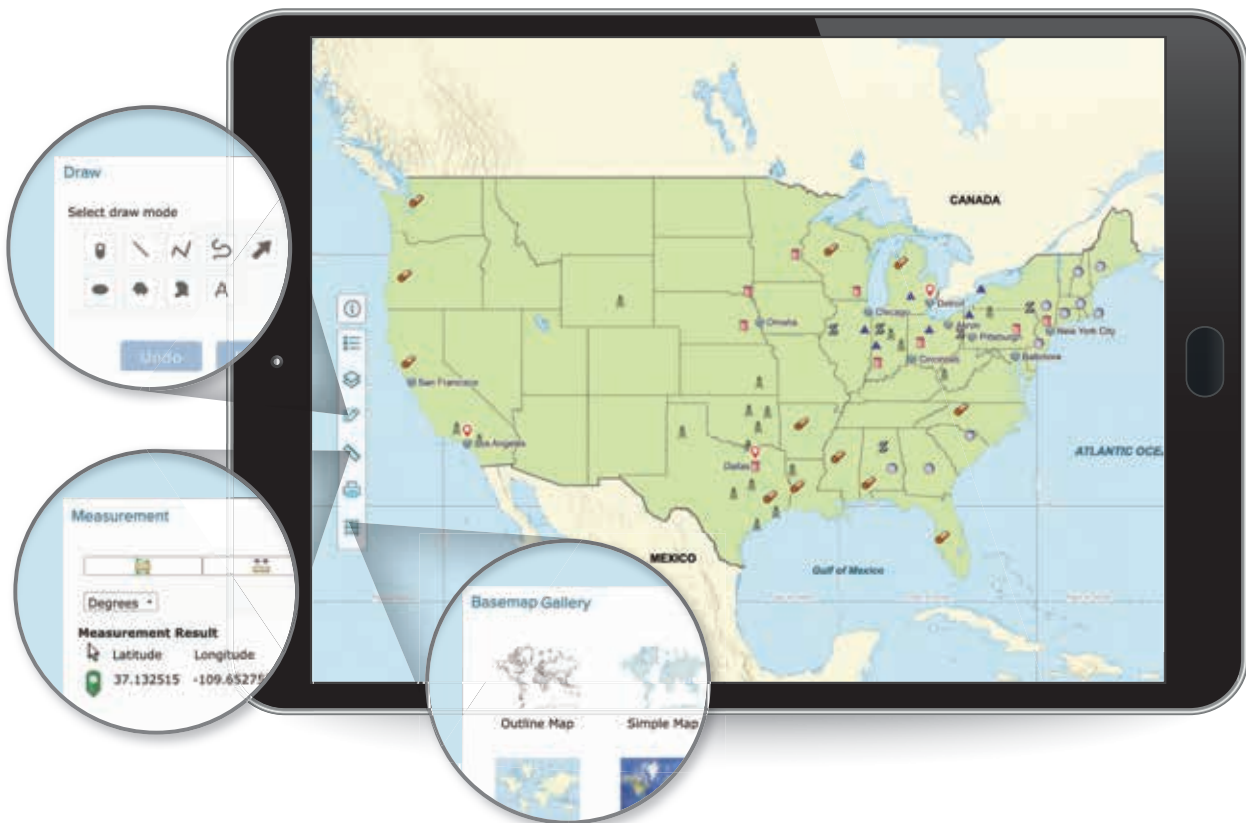 Draw
Select draw mode
A
Undo
Measurement
Degrees
Measurement Result
Latitude Longitude
37.132515 -109.65275
Basemap Gallery
Outline Map Simple Map
CANADA
Detroit
Chicago
Omaha
Akron
Pittsburgh
New York City
Cincinnati
Baltimore
San Francisco
Los Angeles
Dallas
ATLANTIC OCE
MEXICO
Gulf of Mexico